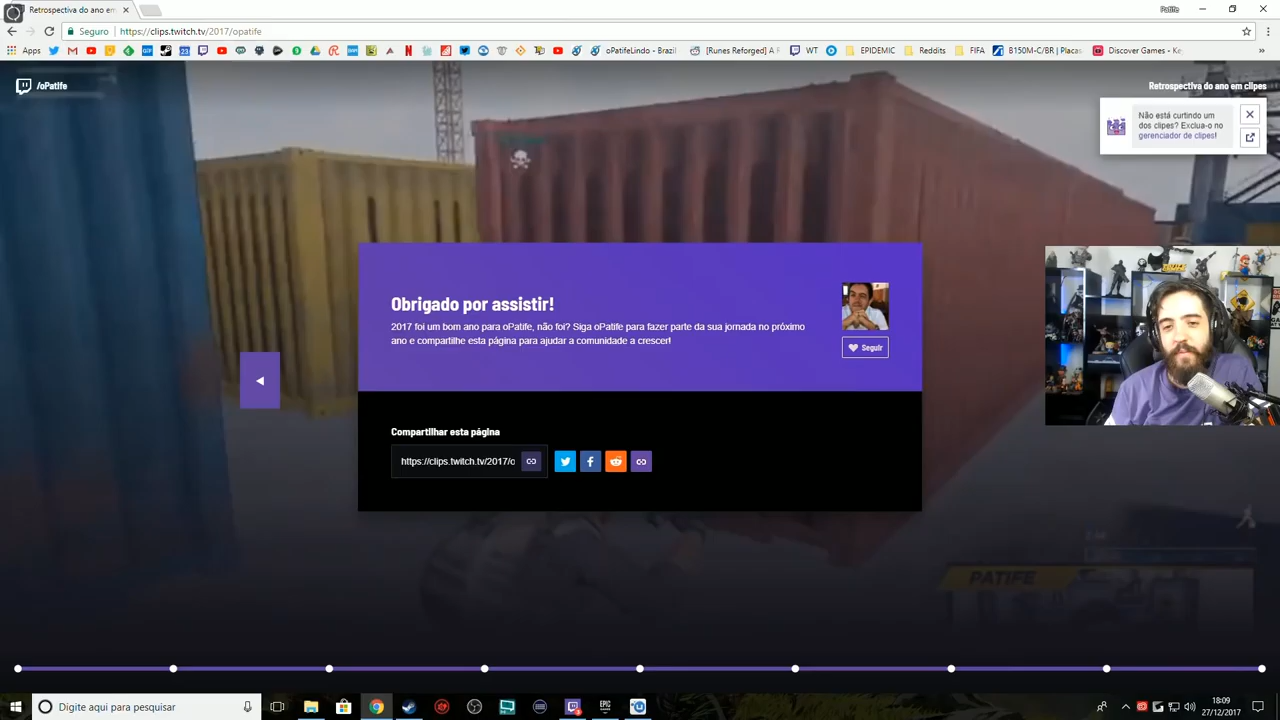 Retrospectiva do ano em
Patife
Seguro
https://clips.twitch.tv/2017/opatife
Apps
oPatifeLindo - Brazil
[Runes Reforged] A
WT
EPIDEMIC
Reddits
FIFA
B150M-C/BR | Placas
Discover Games - Ke
/oPatife
Retrospectiva do ano em clipes
Não está curtindo um
dos clipes? Exclua-o no
gerenciador de clipes!
Obrigado por assistir!
2017 foi um bom ano para oPatife, não foi? Siga oPatife para fazer parte da sua jornada no próximo
ano e compartilhe esta página para ajudar a comunidade a crescer!
Seguir
Compartilhar esta página
https://clips.twitch.tv/2017/o
PATIFE
Digite aqui para pesquisar
18:09
27/12/2017